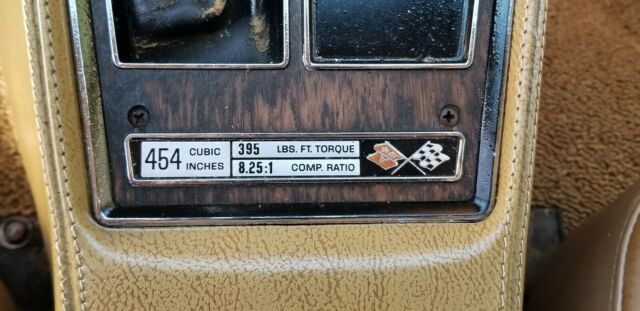 454 CUBIC INCHES
395 LBS. FT. TORQUE
8.25:1 COMP. RATIO